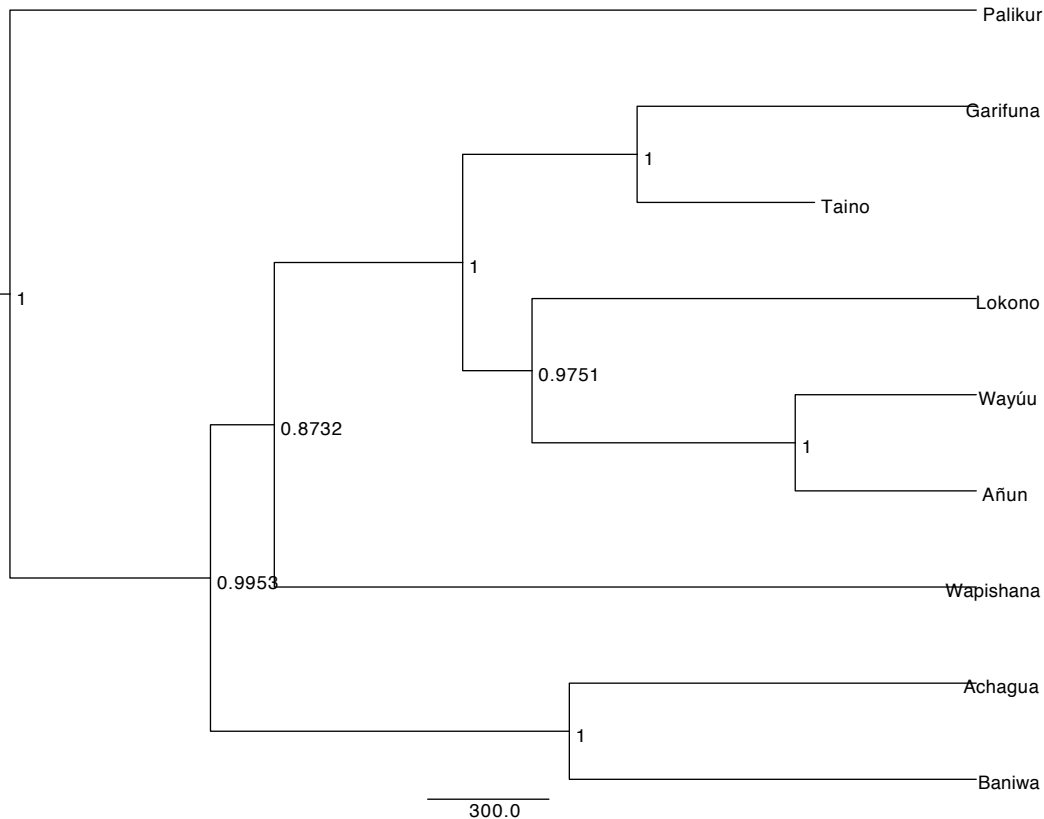 Palikur
Garifuna
1
Taino
1
1
Lokono
0.9751
Wayúu
0.8732
1
Añun
0.9953
Wapishana
Achagua
1
Baniwa
300.0